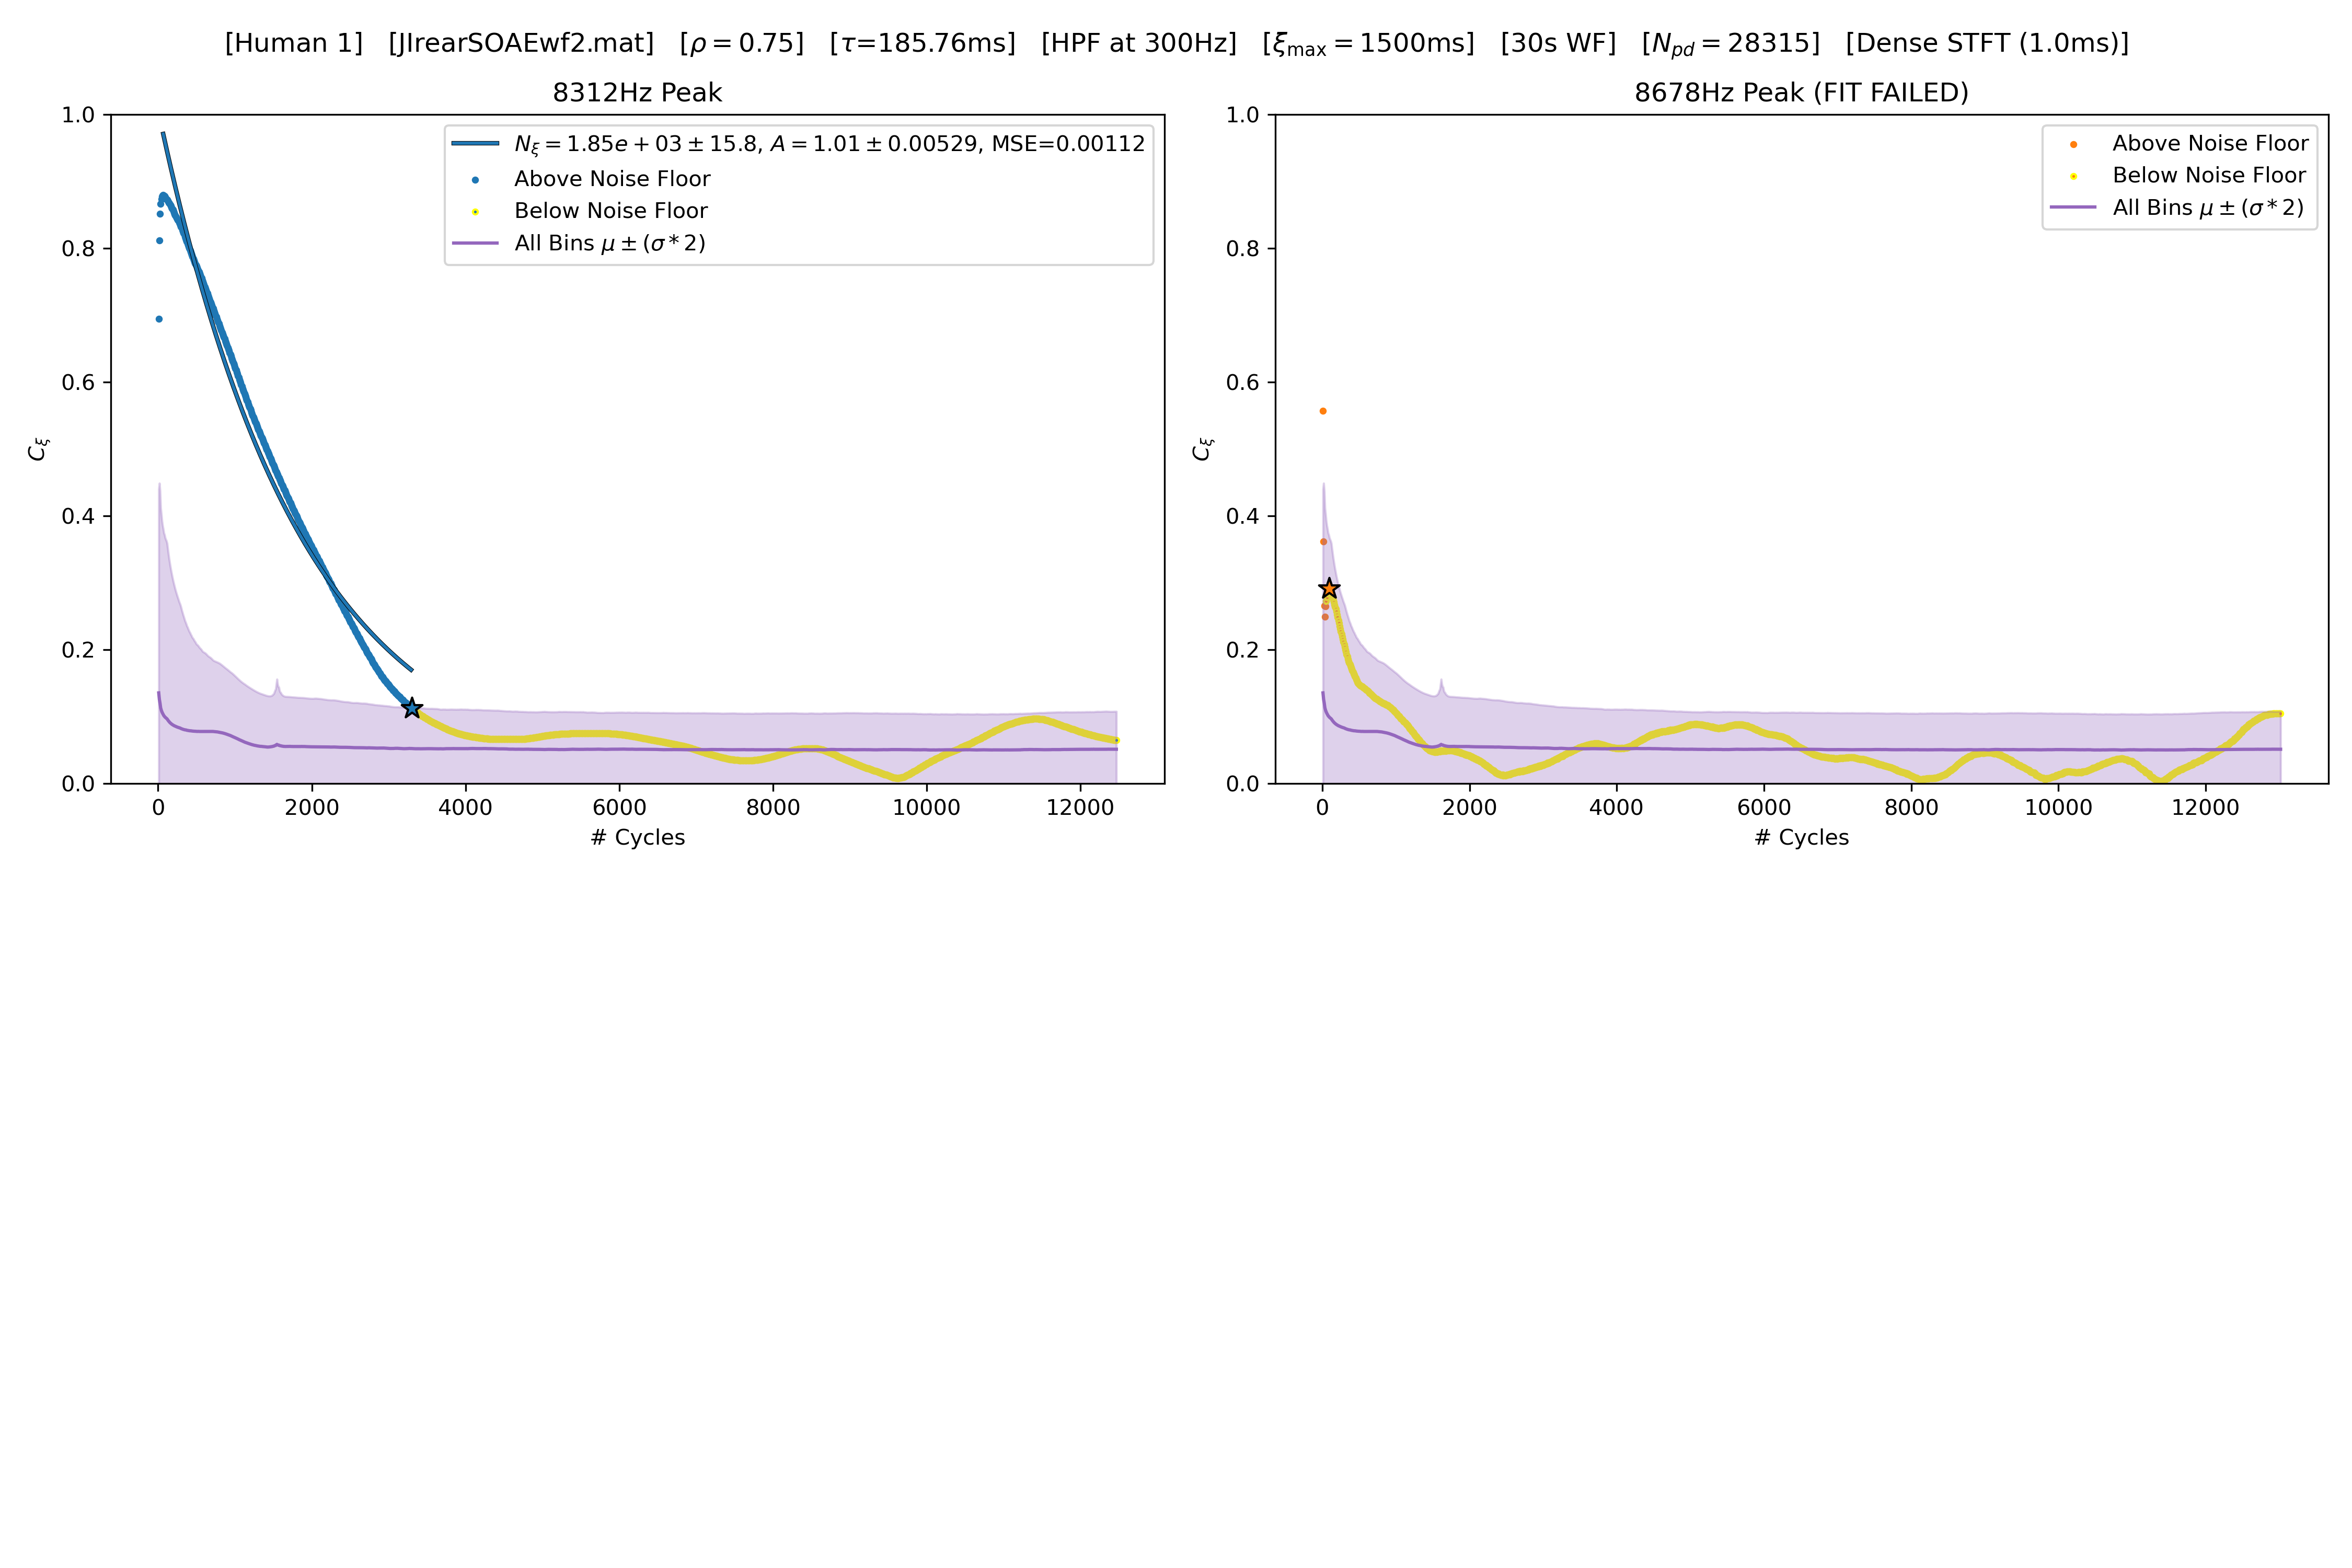 [Human 1] [JIrearSOAEwf2.mat] [ρ = 0.75] [τ=185.76ms] [HPF at 300Hz] [ξmax = 1500ms] [30s WF] [Npd = 28315] [Dense STFT (1.0ms)]
8312Hz Peak
Nξ = 1.85e + 03 ± 15.8, A = 1.01 ± 0.00529, MSE=0.00112
Above Noise Floor
Below Noise Floor
All Bins μ ± (σ * 2)
1.0
0.8
0.6
0.4
0.2
0.0
Cξ
0 2000 4000 6000 8000 10000 12000
# Cycles
8678Hz Peak (FIT FAILED)
Above Noise Floor
Below Noise Floor
All Bins μ ± (σ * 2)
1.0
0.8
0.6
0.4
0.2
0.0
Cξ
0 2000 4000 6000 8000 10000 12000
# Cycles